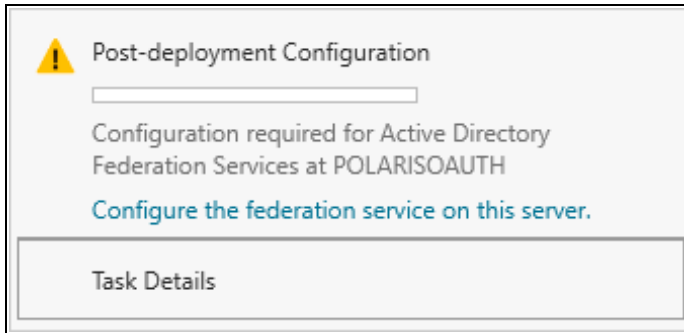 Post-deployment Configuration
Configuration required for Active Directory
Federation Services at POLARISOAUTH
Configure the federation service on this server.
Task Details